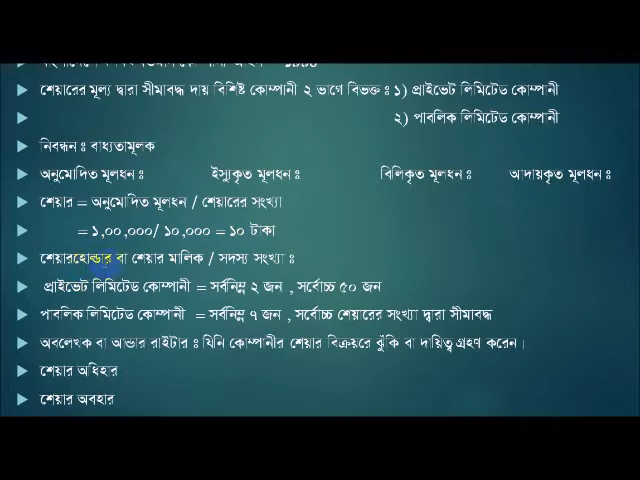 শেয়ারের মূল্য দ্বারা সীমাবদ্ধ দায় বিশিষ্ট কোম্পানী ২ ভাগে বিভক্ত ঃ ১) প্রাইভেট লিমিটেড কোম্পানী
২) পাবলিক লিমিটেড কোম্পানী
নিবন্ধন ঃ বাধ্যতামূলক
অনুমোদিত মূলধন ঃ ইস্যুকৃত মূলধন ঃ বিলিকৃত মূলধন ঃ আদায়কৃত মূলধন ঃ
শেয়ার = অনুমোদিত মূলধন / শেয়ারের সংখ্যা
= ১,০০,০০০/ ১০,০০০ = ১০ টাকা
শেয়ারহোল্ডার বা শেয়ার মালিক / সদস্য সংখ্যা ঃ
প্রাইভেট লিমিটেড কোম্পানী = সর্বনিম্ন ২ জন , সর্বোচ্চ ৫০ জন
পাবলিক লিমিটেড কোম্পানী = সর্বনিম্ন ৭ জন , সর্বোচ্চ শেয়ারের সংখ্যা দ্বারা সীমাবদ্ধ
অবলেখক বা আন্ডার রাইটার ঃ যিনি কোম্পানীর শেয়ার বিক্রয়রে ঝুঁকি বা দায়িত্ব গ্রহণ করেন।
শেয়ার অধিহার
শেয়ার অবহার